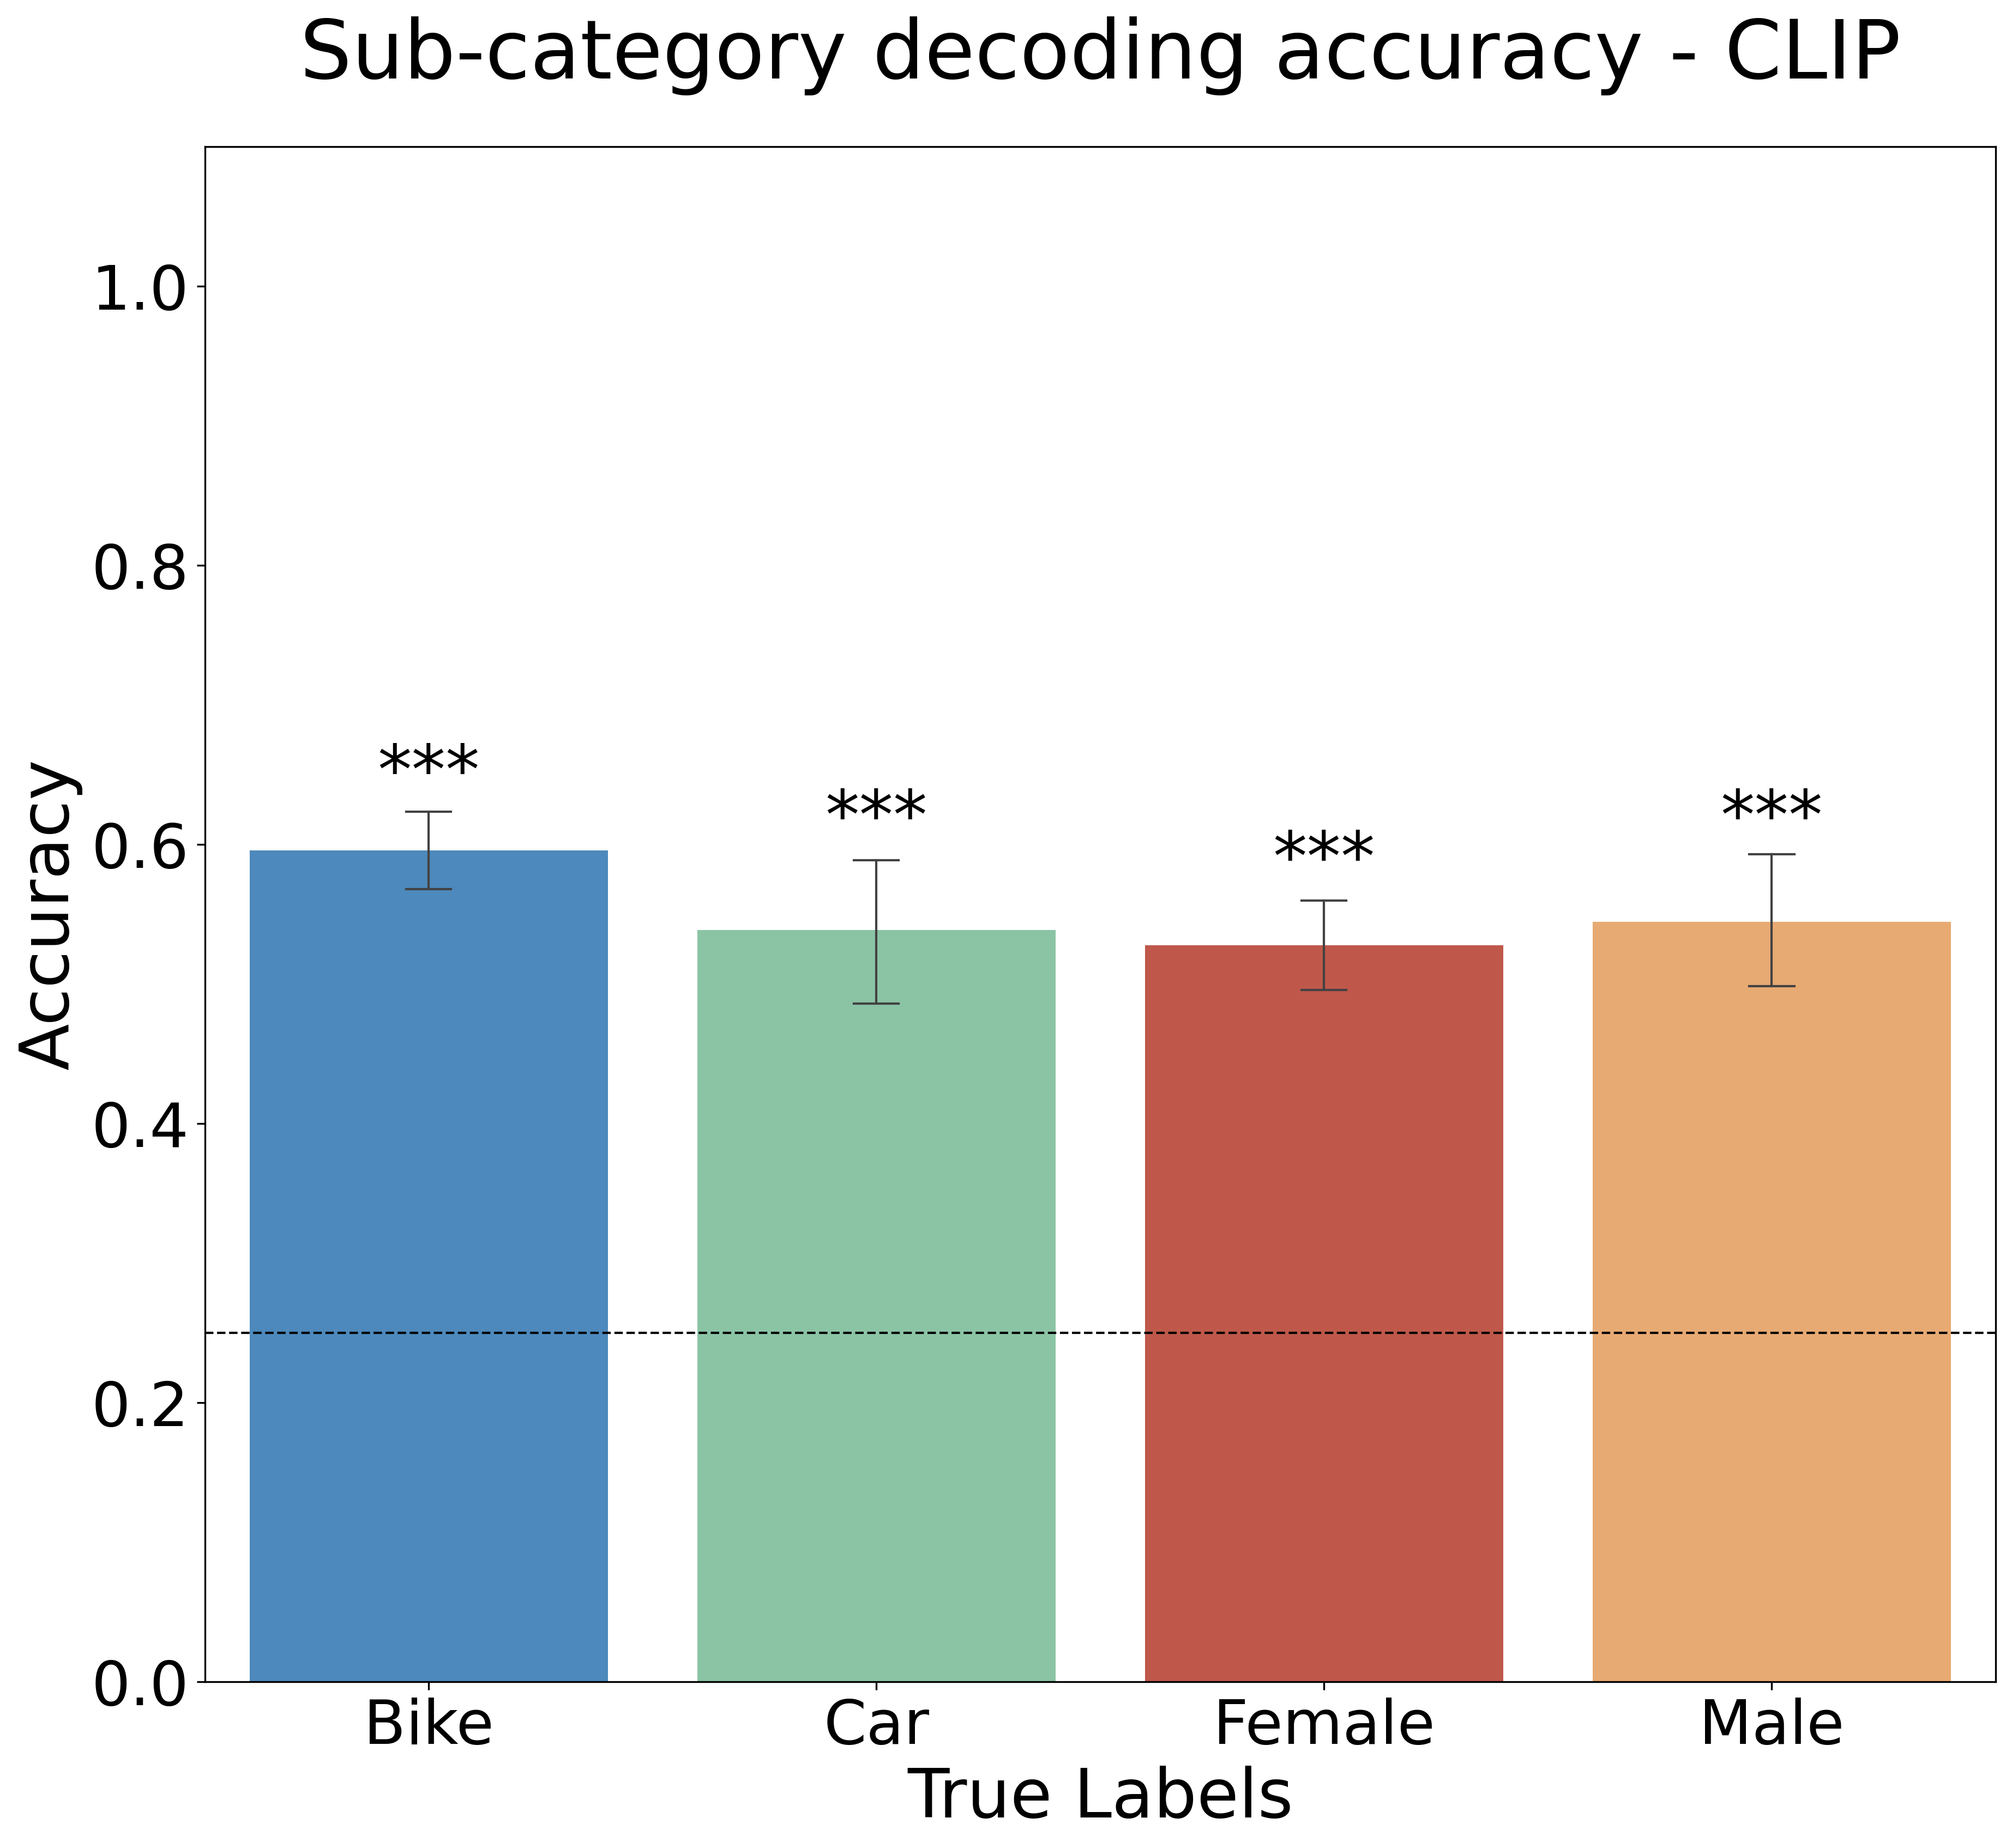 Sub-category decoding accuracy - CLIP
Accuracy
1.0
0.8
0.6
0.4
0.2
0.0
***
***
***
***
Bike
Car
Female
Male
True Labels